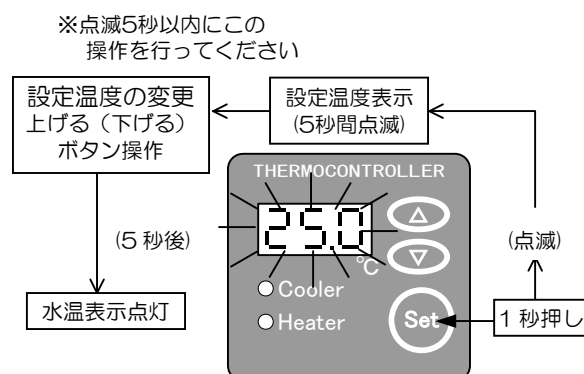 ※点滅5秒以内にこの
操作を行ってください
設定温度の変更
上げる（下げる）
ボタン操作
設定温度表示
(5秒間点滅)
THERMOCONTROLLER
25.0
℃
△
▽
(5 秒後)
(点滅)
Cooler
Heater
Set
水温表示点灯
1 秒押し